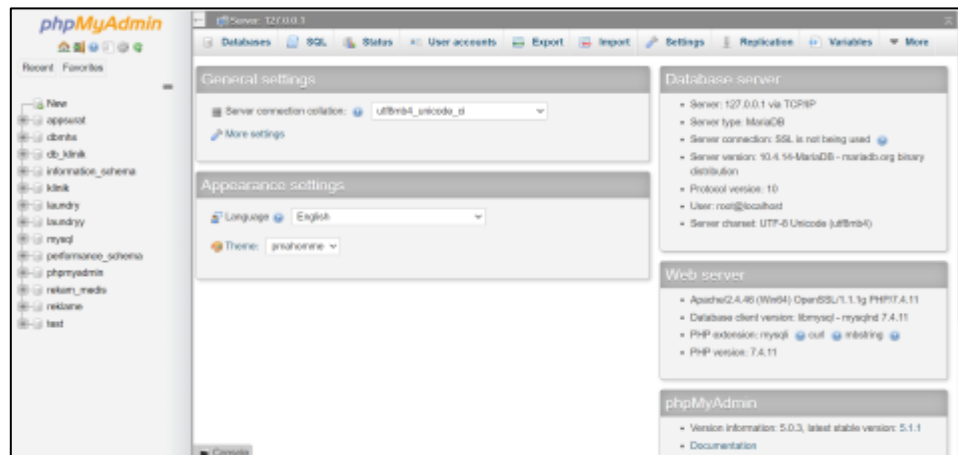 phpMyAdmin
Recent Favorites
New
appsurat
dbmhs
db_klinik
information_schema
klinik
laundry
laundryy
mysql
performance_schema
phpmyadmin
rekam_medis
reklame
test
Server: 127.0.0.1
Databases SQL Status User accounts Export Import Settings Replication Variables More
General settings
Server connection collation: utf8mb4_unicode_ci
More settings
Appearance settings
Language English
Theme: pmahomme
Console
Database server
Server: 127.0.0.1 via TCP/IP
Server type: MariaDB
Server connection: SSL is not being used
Server version: 10.4.14-MariaDB - mariadb.org binary
distribution
Protocol version: 10
User: root@localhost
Server charset: UTF-8 Unicode (utf8mb4)
Web server
Apache/2.4.46 (Win64) OpenSSL/1.1.1g PHP/7.4.11
Database client version: libmysql - mysqlnd 7.4.11
PHP extension: mysqli curl mbstring
PHP version: 7.4.11
phpMyAdmin
Version information: 5.0.3, latest stable version: 5.1.1
Documentation